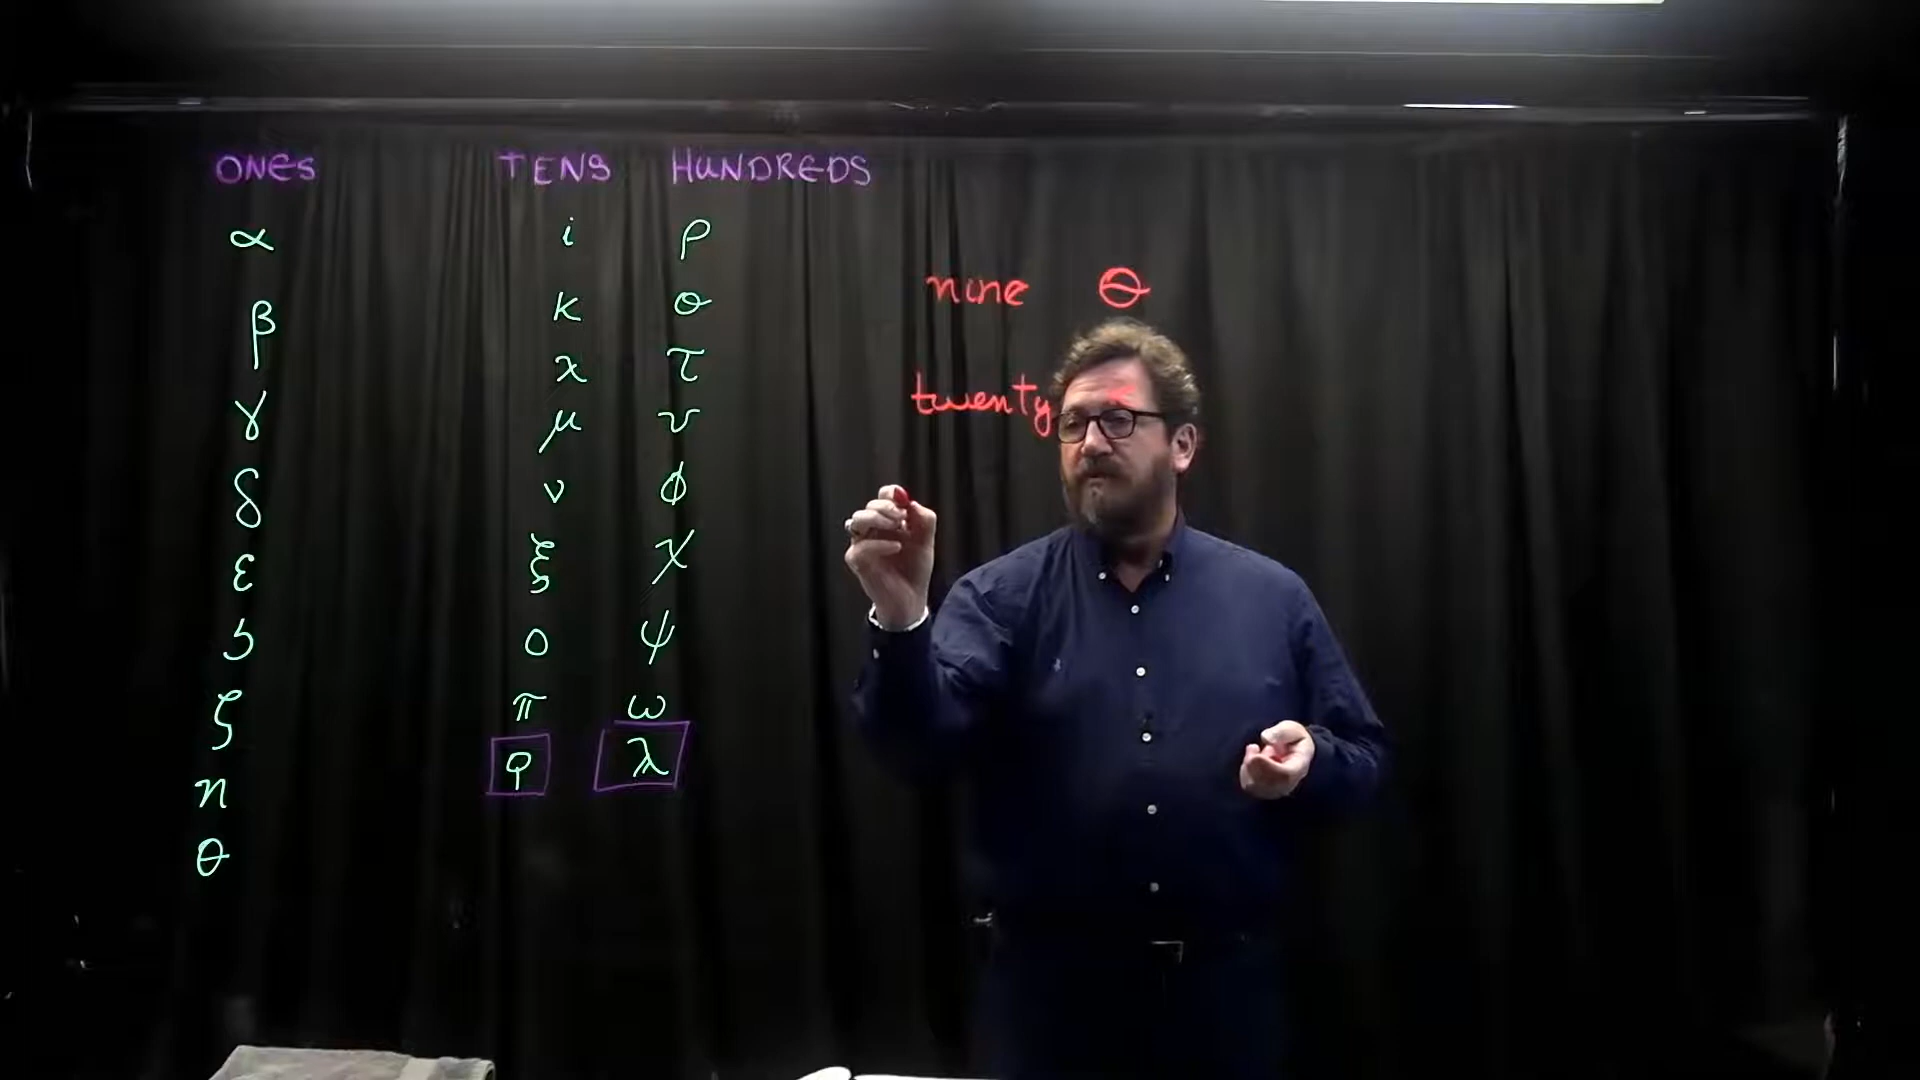 ONES TENS HUNDREDS
α i ρ
β κ σ
γ λ τ
δ μ υ
ε ν φ
ϛ ξ χ
ζ ο ψ
η π ω
θ ϙ λ
nine θ
twenty